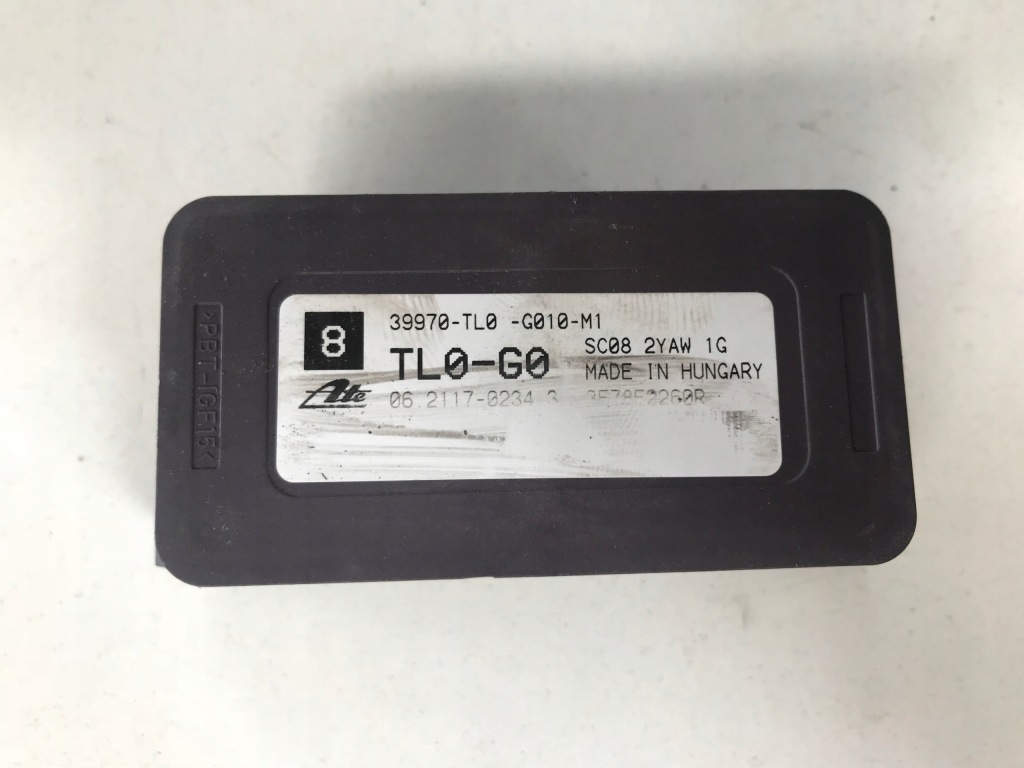 8
39970-TL0 -G010-M1
TL0-G0
SC08 2YAW 1G
MADE IN HUNGARY
Ate
06.2117-0234.3
>PBT-(GF15<